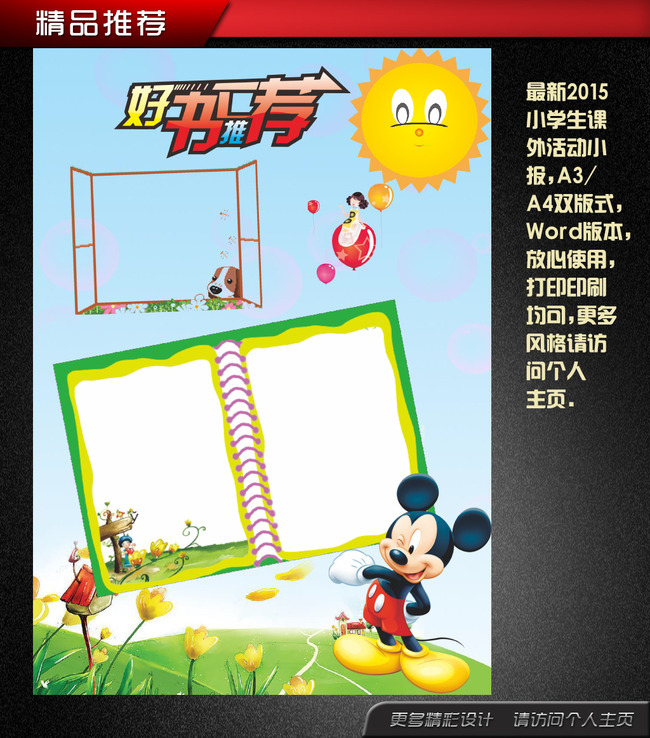 精品推荐
好书推荐
最新2015
小学生课
外活动小
报,A3/
A4双版式,
Word版本,
放心使用,
打印印刷
均可,更多
风格请访
问个人
主页.
更多精彩设计 请访问个人主页